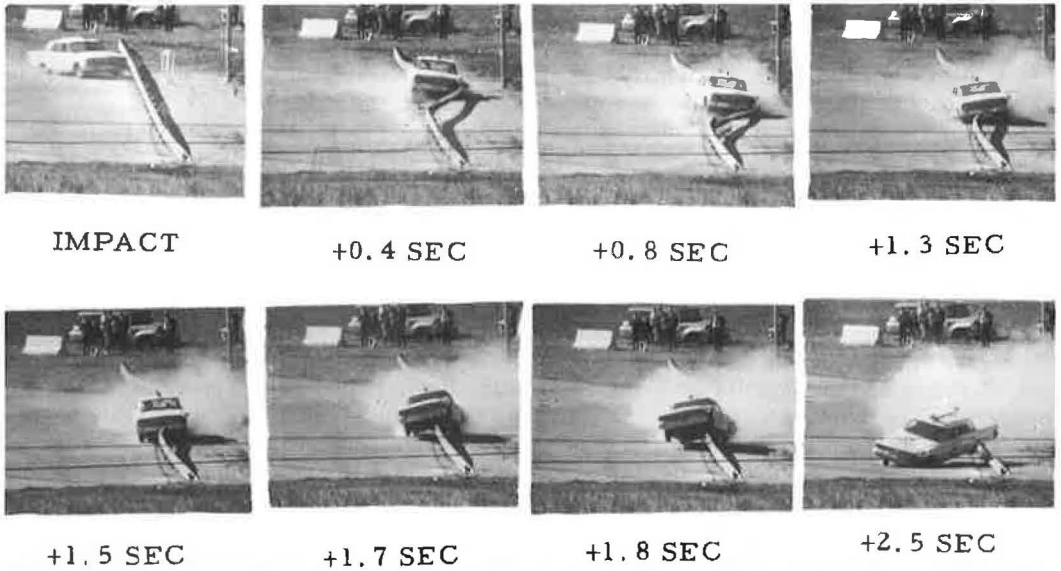 IMPACT
+0.4 SEC
+0.8 SEC
+1.3 SEC
+1.5 SEC
+1.7 SEC
+1.8 SEC
+2.5 SEC